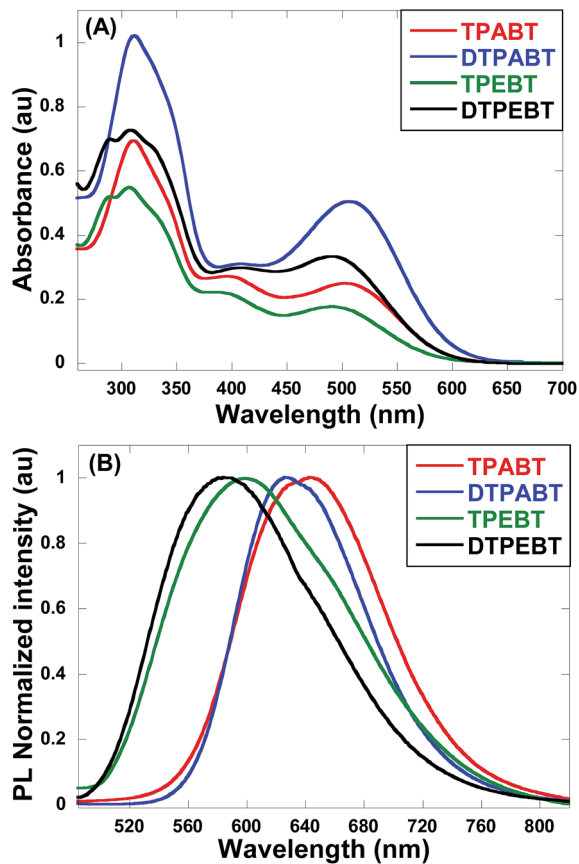 (A)
TPABT
DTPABT
TPEBT
DTPEBT
Absorbance (au)
1
0.8
0.6
0.4
0.2
0
300 350 400 450 500 550 600 650 700
Wavelength (nm)
(B)
TPABT
DTPABT
TPEBT
DTPEBT
PL Normalized intensity (au)
1
0.8
0.6
0.4
0.2
0
520 560 600 640 680 720 760 800
Wavelength (nm)